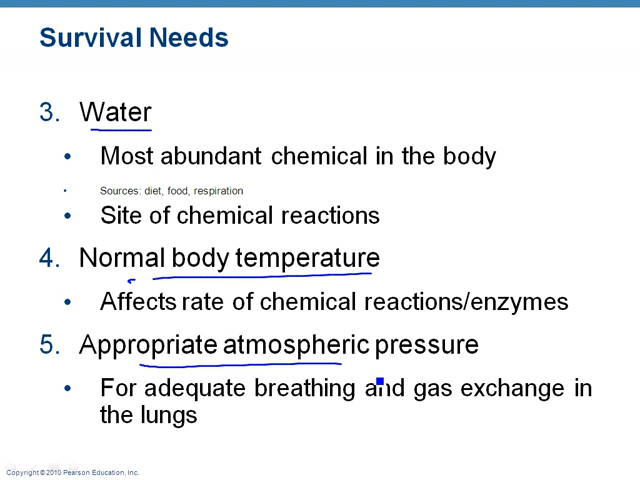 Survival Needs
3. Water
• Most abundant chemical in the body
• Sources: diet, food, respiration
• Site of chemical reactions
4. Normal body temperature
• Affects rate of chemical reactions/enzymes
5. Appropriate atmospheric pressure
• For adequate breathing and gas exchange in
the lungs
Copyright © 2010 Pearson Education, Inc.